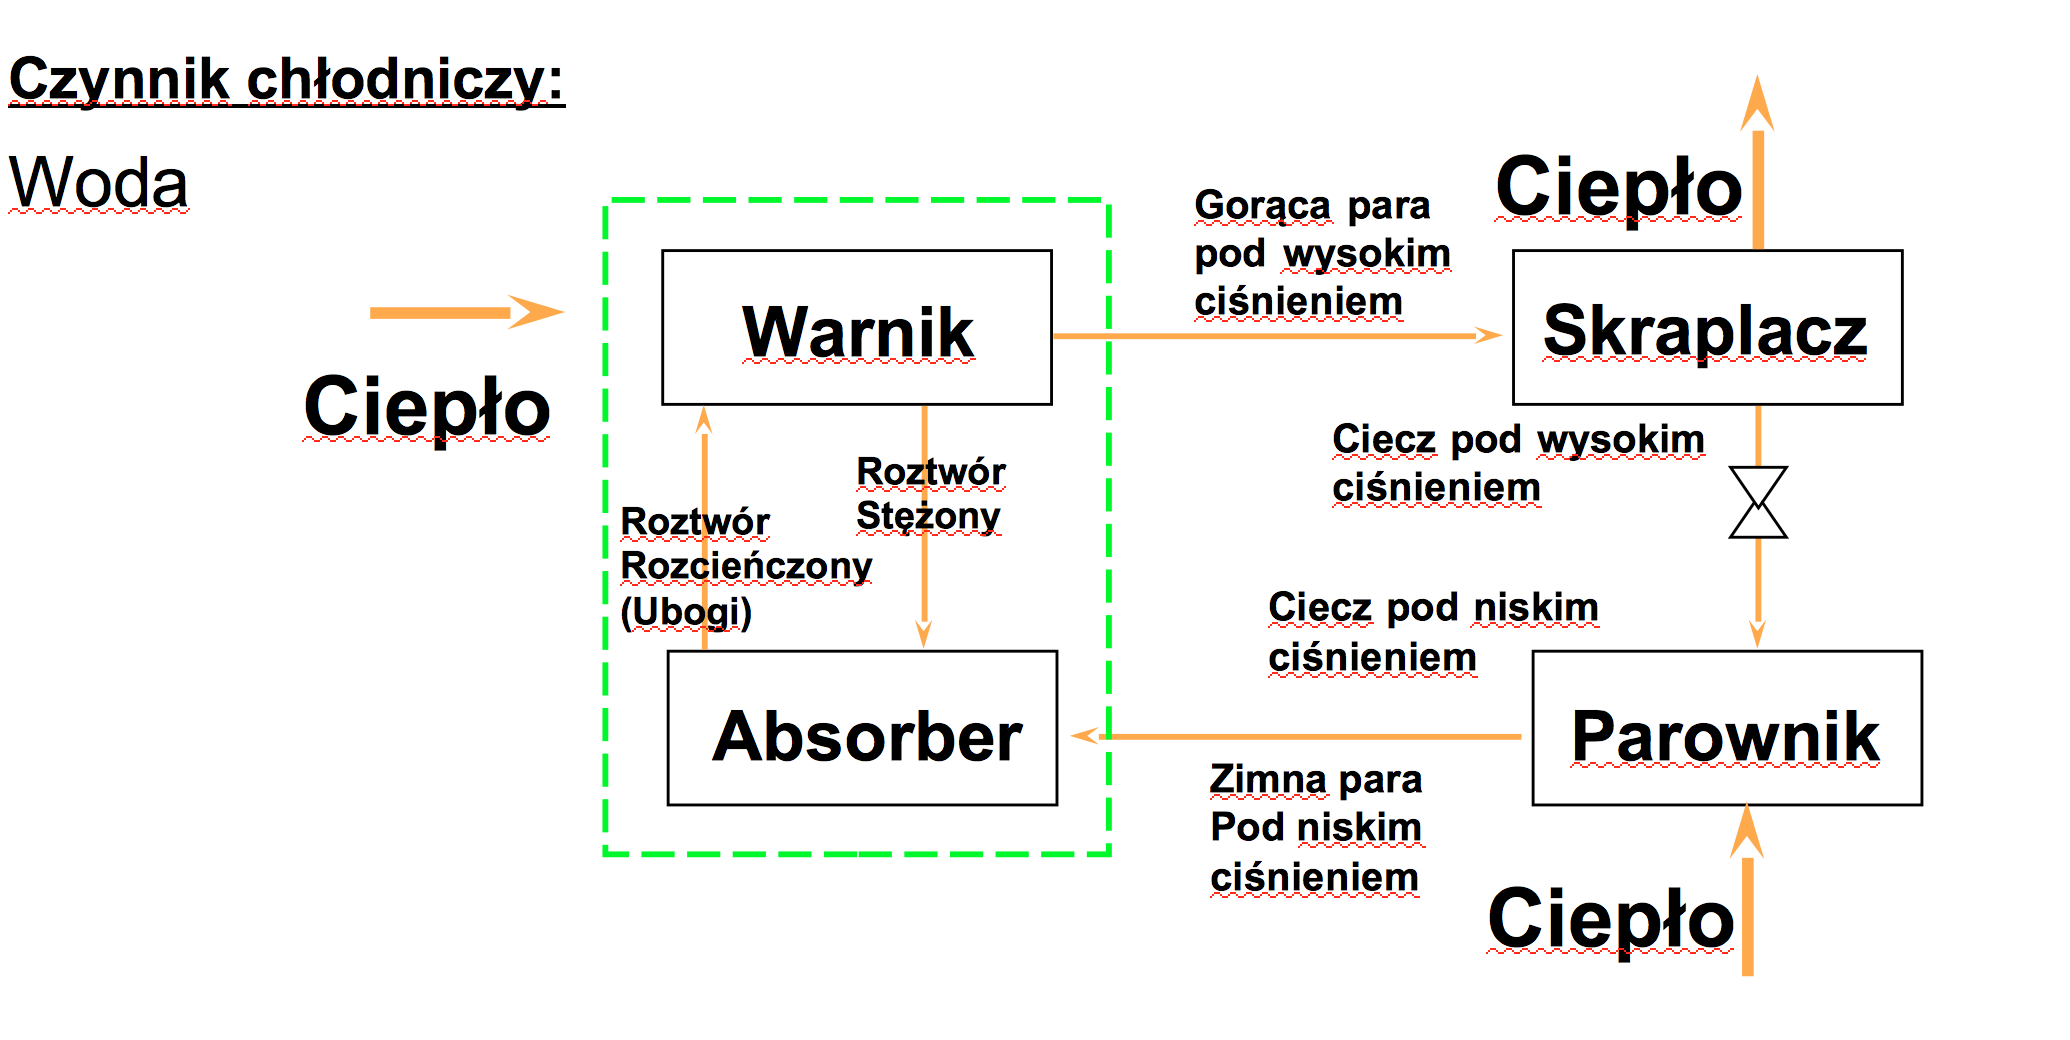 Czynnik chłodniczy:
Woda
Ciepło
Gorąca para
pod wysokim
ciśnieniem
Warnik
Skraplacz
Ciepło
Ciecz pod wysokim
ciśnieniem
Roztwór
Stężony
Roztwór
Rozcieńczony
(Ubogi)
Ciecz pod niskim
ciśnieniem
Absorber
Parownik
Zimna para
Pod niskim
ciśnieniem
Ciepło